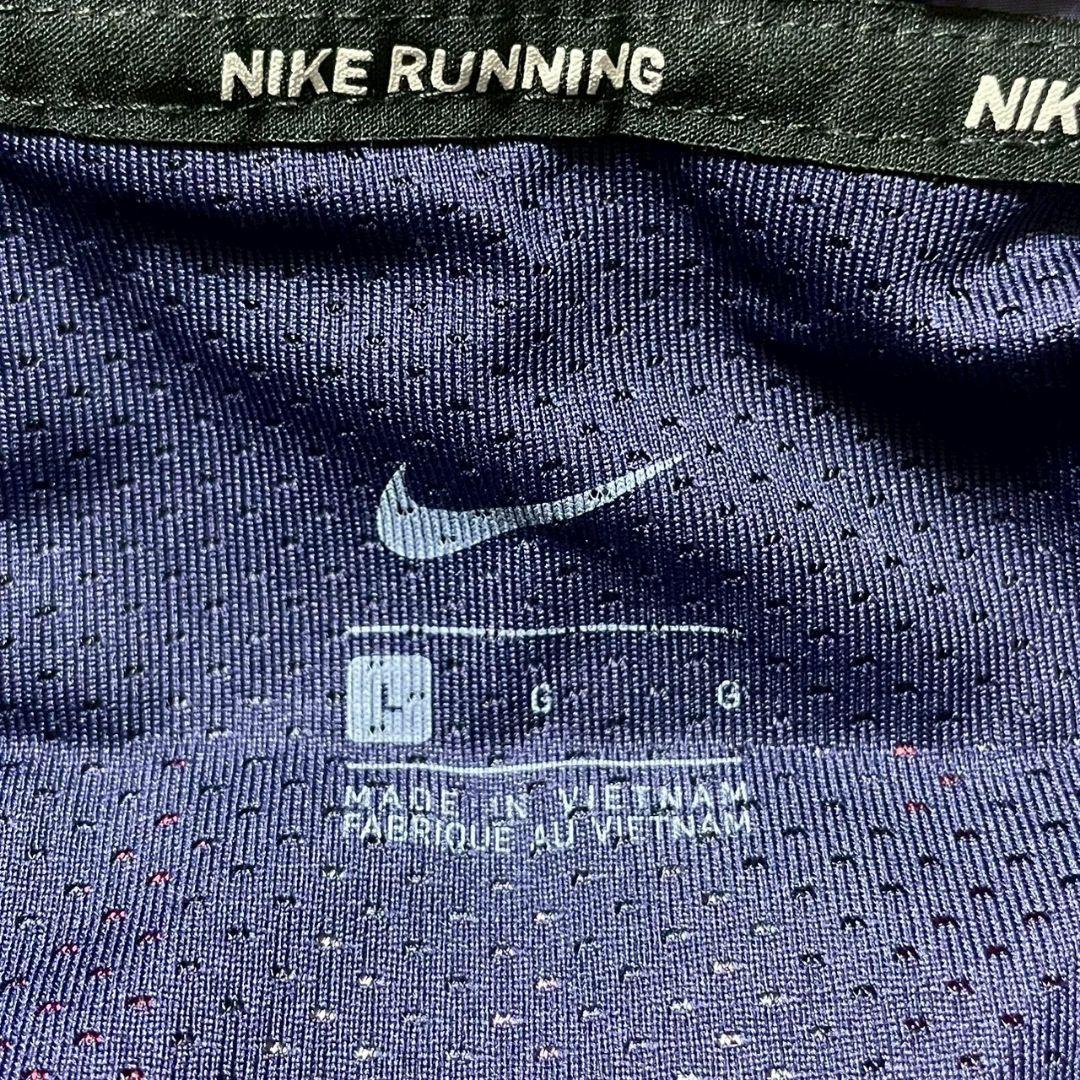 NIKE RUNNING NIK
L G G
MADE IN VIETNAM
FABRIQUE AU VIETNAM